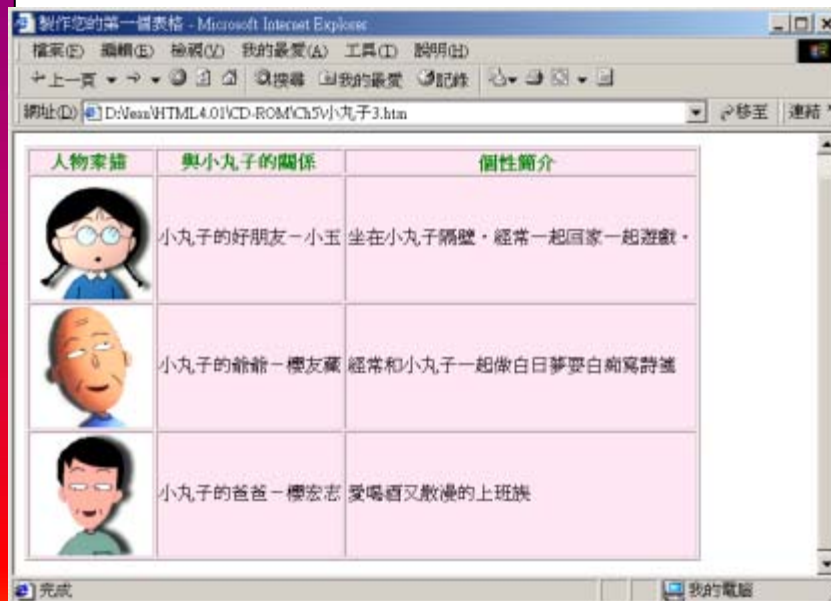 製作您的第一個表格 - Microsoft Internet Explorer
檔案(F) 編輯(E) 檢視(V) 我的最愛(A) 工具(T) 說明(H)
上一頁 搜尋 我的最愛 記錄
網址(D) D:\Jean\HTML4.01\CD-ROM\Ch5\小丸子3.htm 移至 連結
人物素描 與小丸子的關係 個性簡介
小丸子的好朋友－小玉 坐在小丸子隔壁，經常一起回家一起遊戲。
小丸子的爺爺－櫻友藏 經常和小丸子一起做白日夢耍白痴寫詩箋
小丸子的爸爸－櫻宏志 愛喝酒又散漫的上班族
完成 我的電腦